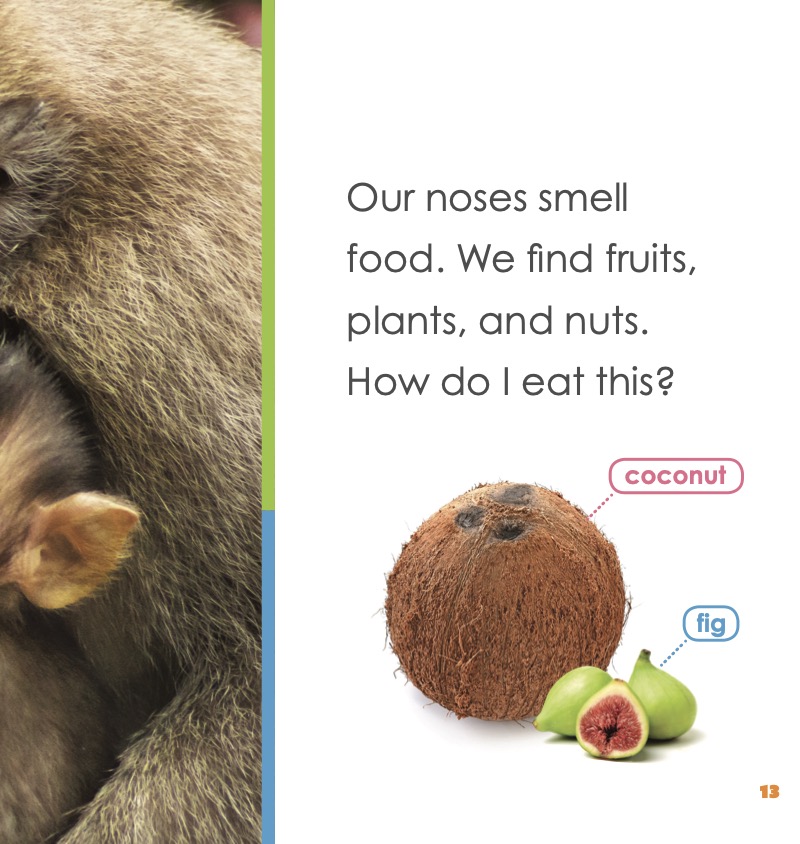 Our noses smell
food. We find fruits,
plants, and nuts.
How do I eat this?
coconut
fig
13